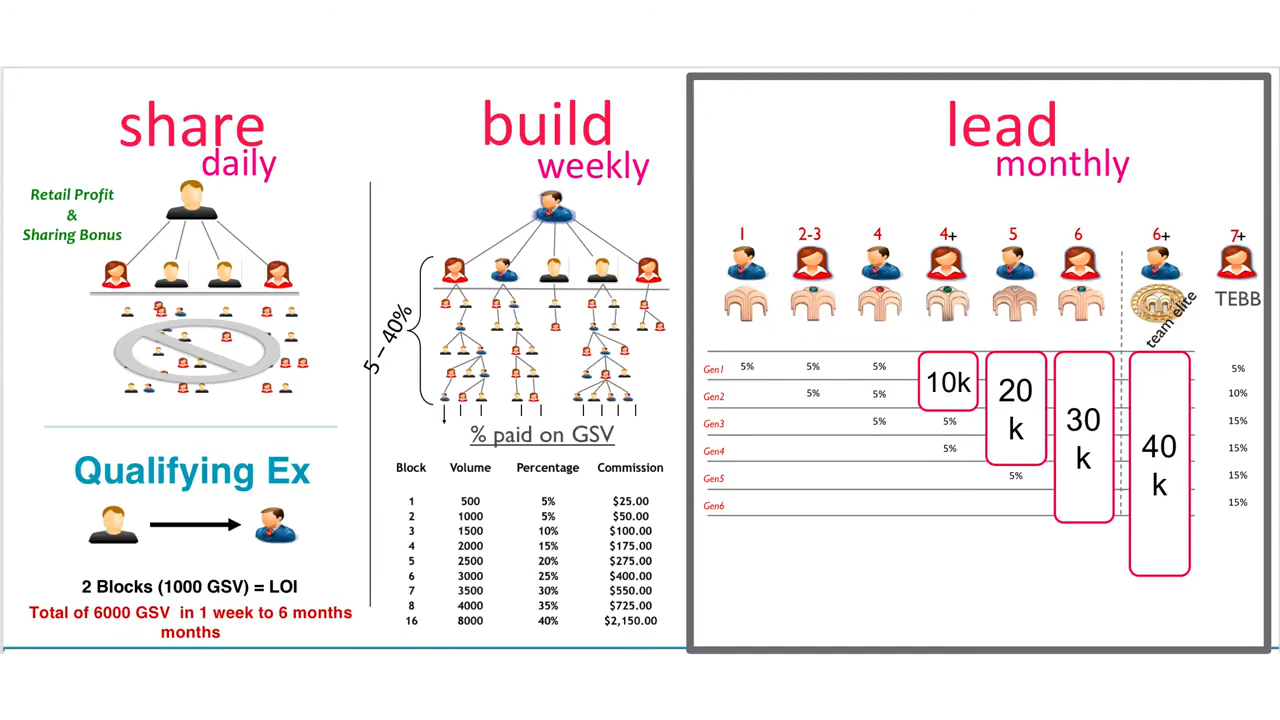 share
daily
Retail Profit
&
Sharing Bonus
Qualifying Ex
2 Blocks (1000 GSV) = LOI
Total of 6000 GSV in 1 week to 6 months
months
build
weekly
5 – 40%
% paid on GSV
Block Volume Percentage Commission
1 500 5% $25.00
2 1000 5% $50.00
3 1500 10% $100.00
4 2000 15% $175.00
5 2500 20% $275.00
6 3000 25% $400.00
7 3500 30% $550.00
8 4000 35% $725.00
16 8000 40% $2,150.00
lead
monthly
1 2-3 4 4+ 5 6 6+ 7+
team elite
TEBB
Gen1 5% 5% 5% 5%
Gen2 5% 5% 10%
Gen3 5% 5% 15%
Gen4 5% 15%
Gen5 5% 15%
Gen6 15%
10k
20
k
30
k
40
k